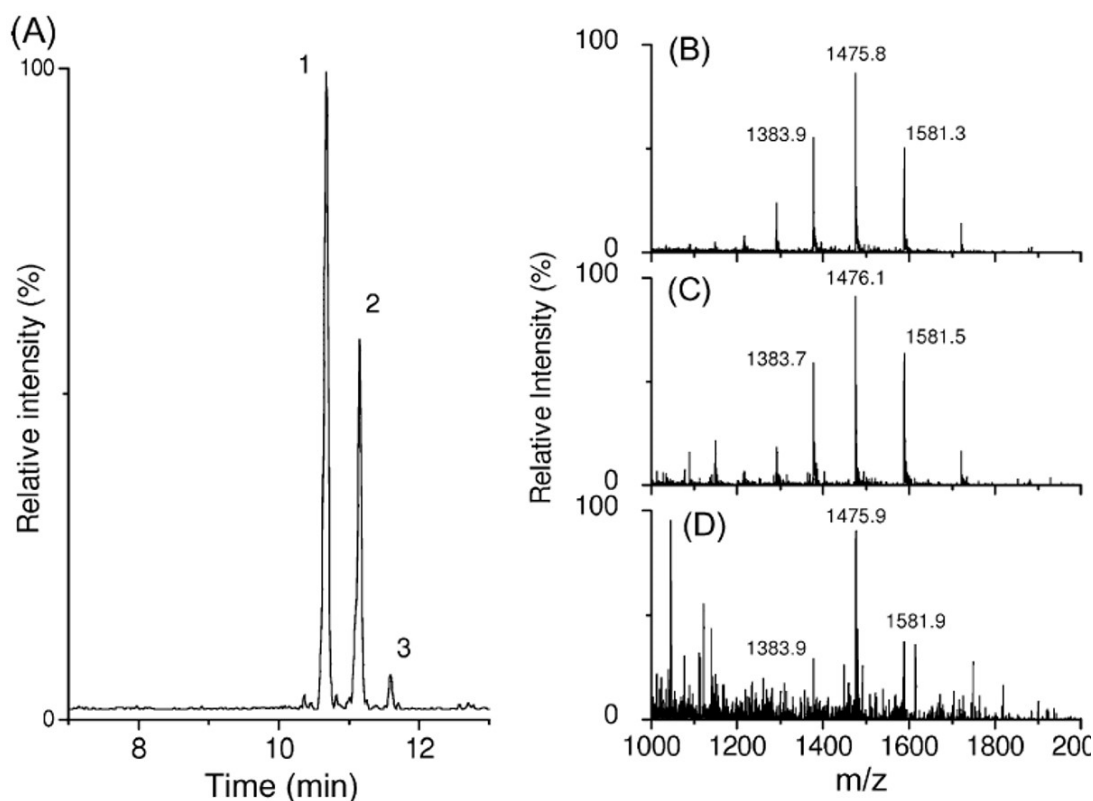 (A)
100
1
2
3
0
8
10
12
Relative intensity (%)
Time (min)
(B)
100
1475.8
1383.9
1581.3
0
(C)
100
1476.1
1383.7
1581.5
0
(D)
100
1475.9
1383.9
1581.9
0
Relative Intensity (%)
1000 1200 1400 1600 1800 200
m/z